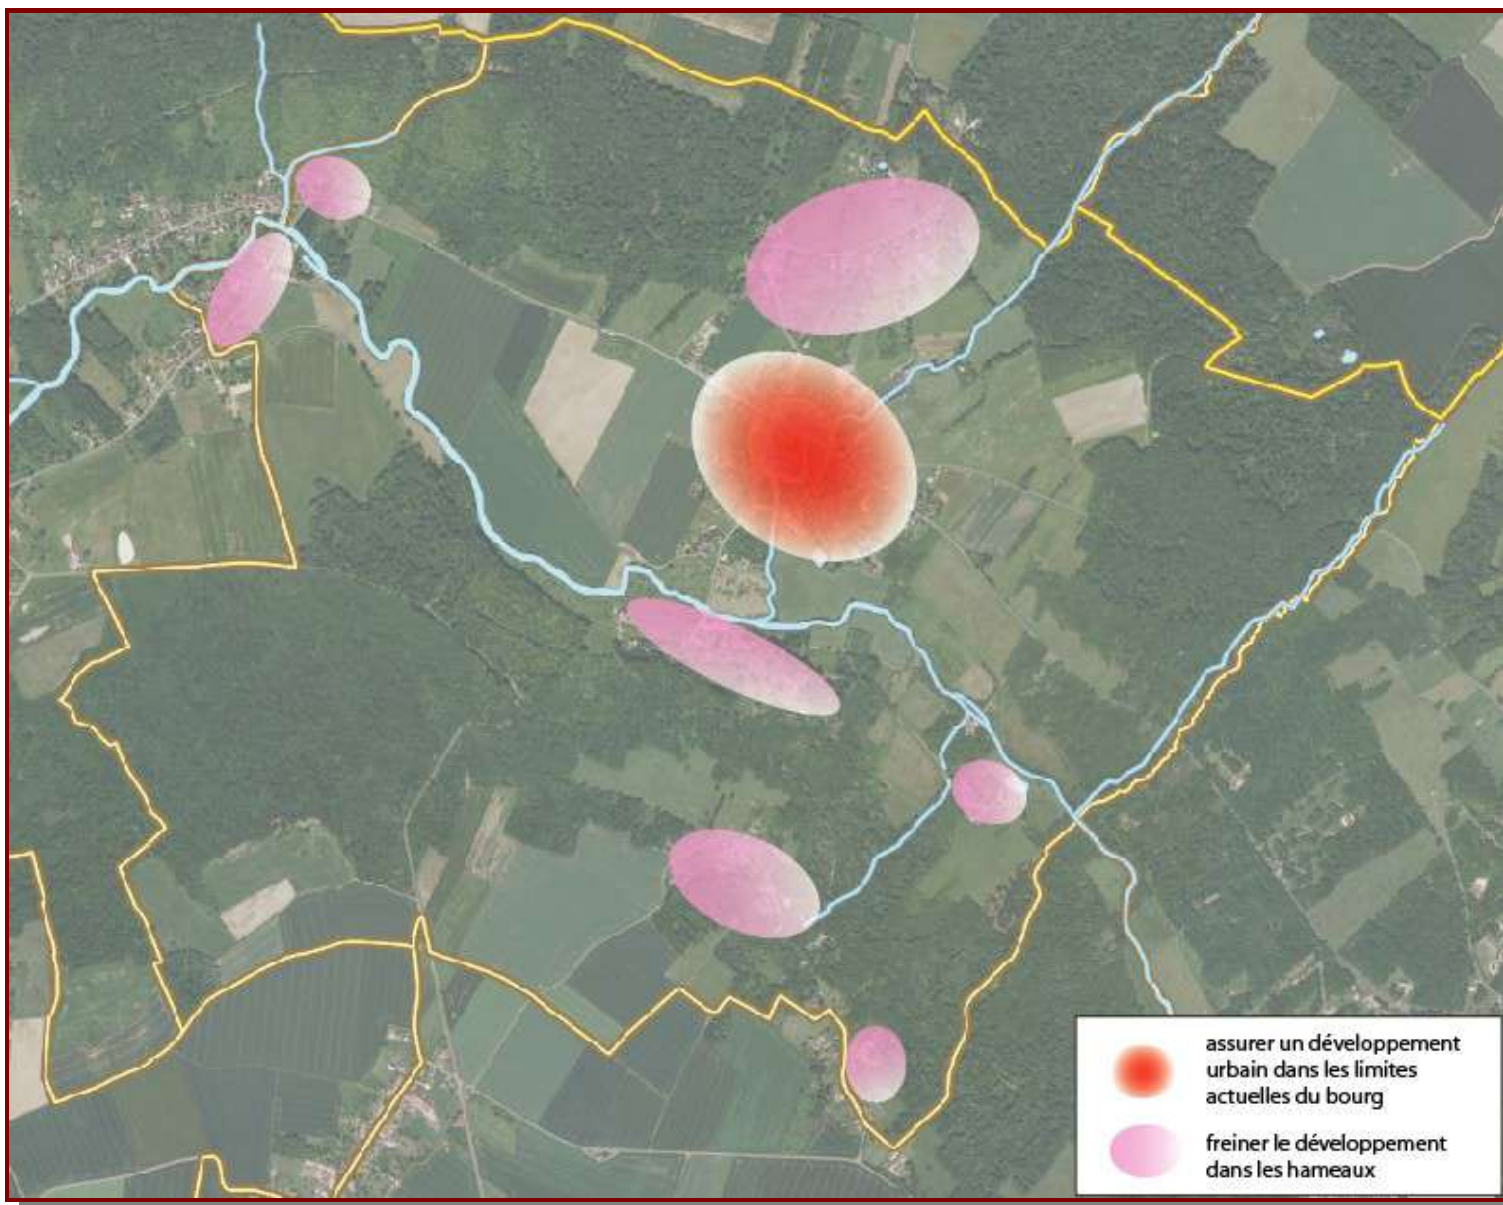 assurer un développement
urbain dans les limites
actuelles du bourg
freiner le développement
dans les hameaux